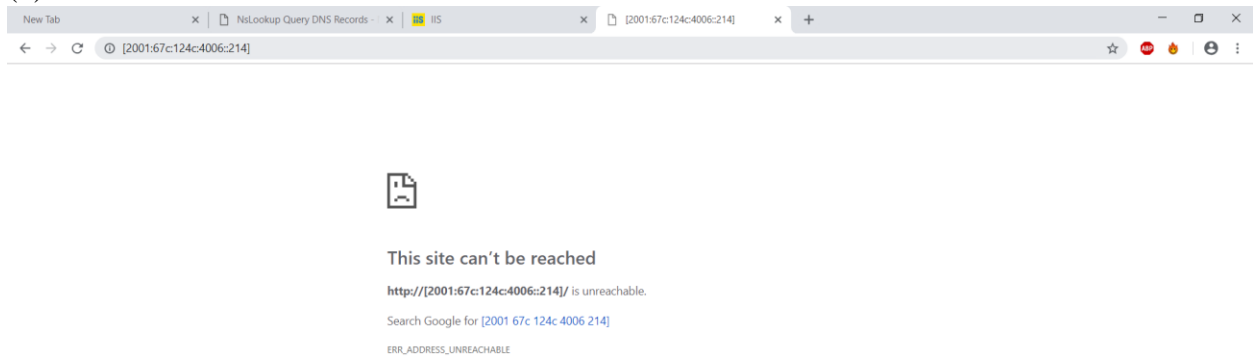 New Tab
NsLookup Query DNS Records -
IIS IIS
[2001:67c:124c:4006::214]
[2001:67c:124c:4006::214]
ABP
This site can't be reached
http://[2001:67c:124c:4006::214]/ is unreachable.
Search Google for [2001 67c 124c 4006 214]
ERR_ADDRESS_UNREACHABLE